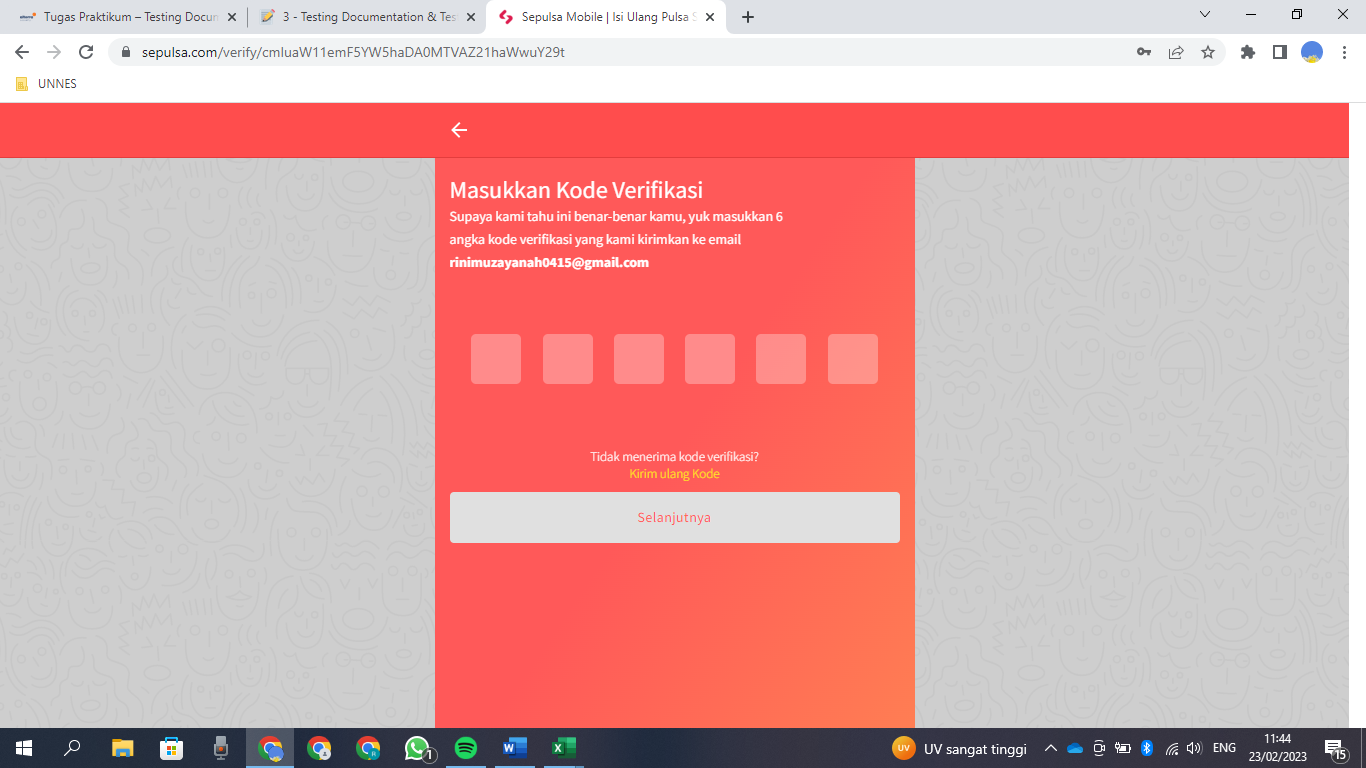 Tugas Praktikum – Testing Docun
3 - Testing Documentation & Tes
Sepulsa Mobile | Isi Ulang Pulsa S
sepulsa.com/verify/cmluaW11emF5YW5haDA0MTVAZ21haWwuY29t
UNNES
Masukkan Kode Verifikasi
Supaya kami tahu ini benar-benar kamu, yuk masukkan 6
angka kode verifikasi yang kami kirimkan ke email
rinimuzayanah0415@gmail.com
Tidak menerima kode verifikasi?
Kirim ulang Kode
Selanjutnya
UV
UV sangat tinggi
ENG
11:44
23/02/2023
15
1